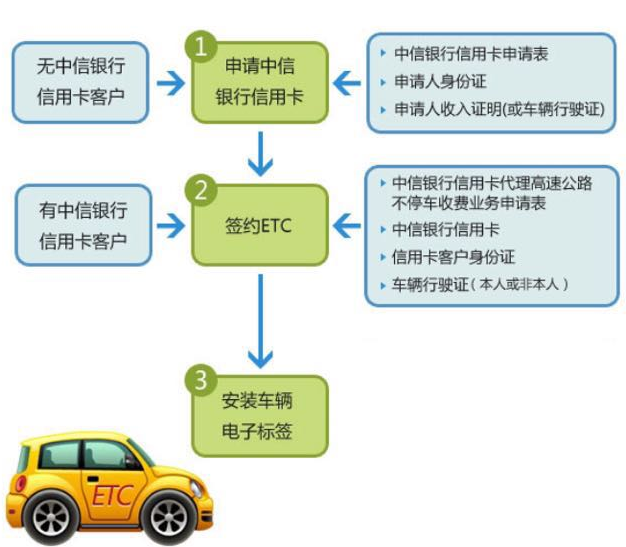 无中信银行
信用卡客户
1
申请中信
银行信用卡
中信银行信用卡申请表
申请人身份证
申请人收入证明(或车辆行驶证)
有中信银行
信用卡客户
2
签约ETC
中信银行信用卡代理高速公路
不停车收费业务申请表
中信银行信用卡
信用卡客户身份证
车辆行驶证(本人或非本人)
3
安装车辆
电子标签
ETC